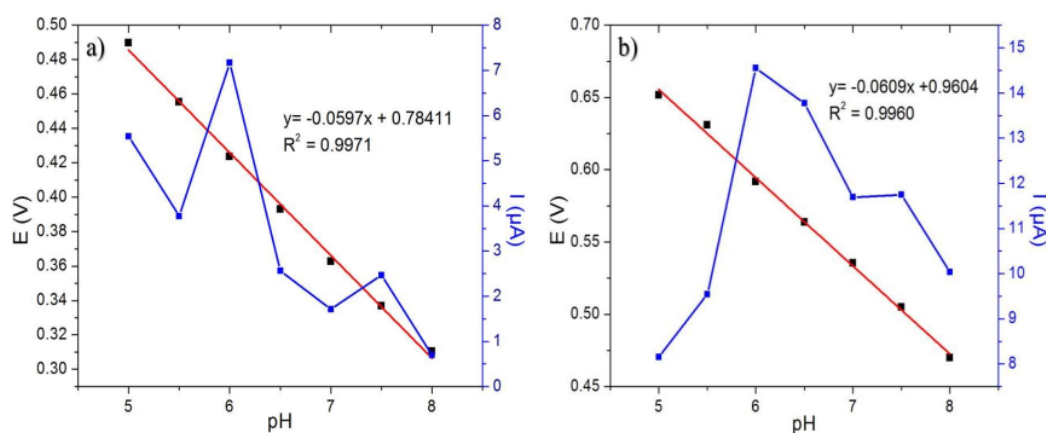 a)
E (V)
0.50
0.48
0.46
0.44
0.42
0.40
0.38
0.36
0.34
0.32
0.30
y= -0.0597x + 0.78411
R² = 0.9971
8
7
6
5
4
3
2
1
0
I (μA)
5 6 7 8
pH
b)
E (V)
0.70
0.65
0.60
0.55
0.50
0.45
y= -0.0609x +0.9604
R² = 0.9960
15
14
13
12
11
10
9
8
I (μA)
5 6 7 8
pH